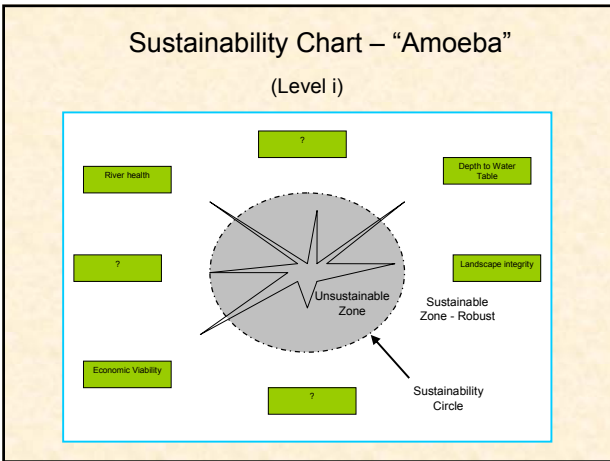 Sustainability Chart – “Amoeba”
(Level i)
?
River health
Depth to Water
Table
?
Landscape integrity
Unsustainable
Zone
Sustainable
Zone - Robust
Economic Viability
?
Sustainability
Circle